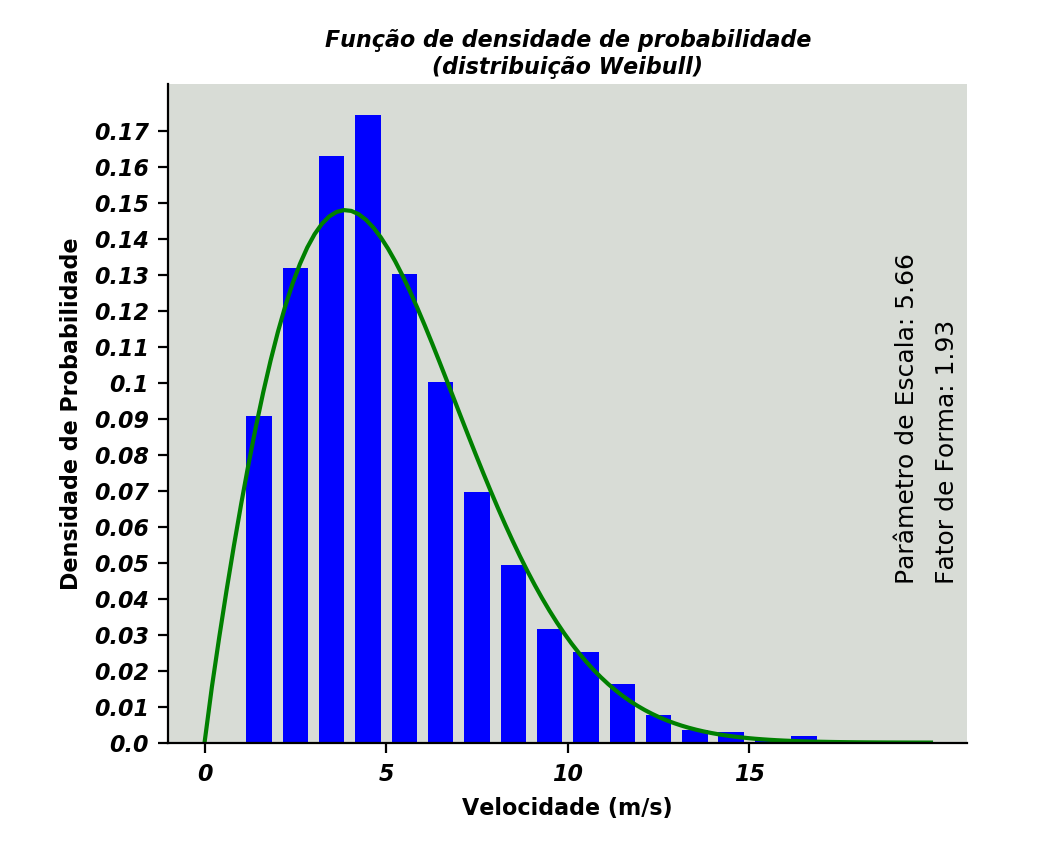 Função de densidade de probabilidade
(distribuição Weibull)
Densidade de Probabilidade
0.17
0.16
0.15
0.14
0.13
0.12
0.11
0.1
0.09
0.08
0.07
0.06
0.05
0.04
0.03
0.02
0.01
0.0
0 5 10 15
Velocidade (m/s)
Parâmetro de Escala: 5.66
Fator de Forma: 1.93